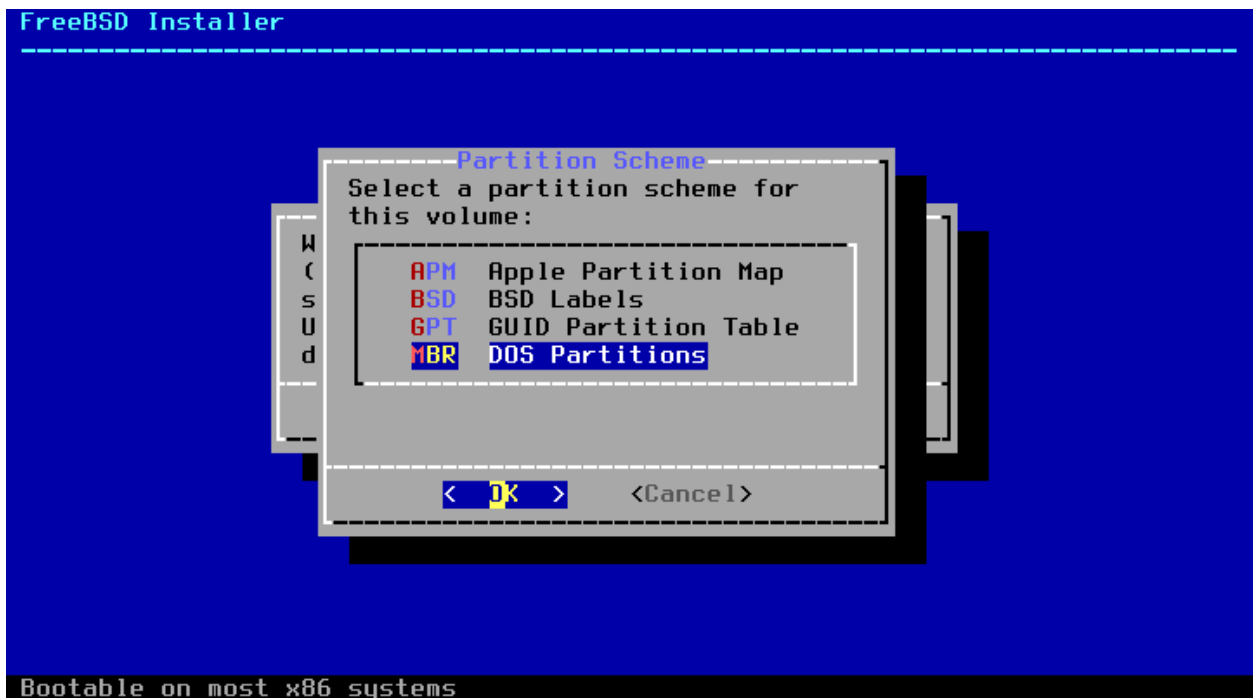 FreeBSD Installer
Partition Scheme
Select a partition scheme for
this volume:
W
(
s
U
d
APM Apple Partition Map
BSD BSD Labels
GPT GUID Partition Table
MBR DOS Partitions
< OK > <Cancel>
Bootable on most x86 systems